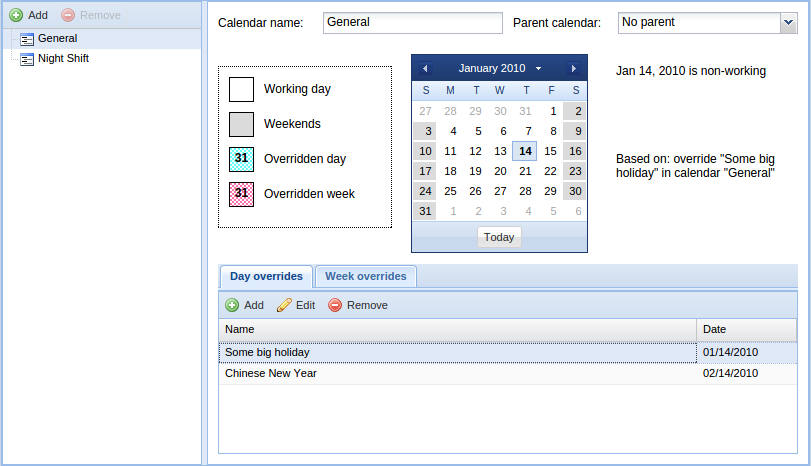 Add Remove
General
Night Shift
Calendar name: General Parent calendar: No parent
Working day
Weekends
31 Overridden day
31 Overridden week
January 2010
S M T W T F S
27 28 29 30 31 1 2
3 4 5 6 7 8 9
10 11 12 13 14 15 16
17 18 19 20 21 22 23
24 25 26 27 28 29 30
31 1 2 3 4 5 6
Today
Jan 14, 2010 is non-working
Based on: override "Some big
holiday" in calendar "General"
Day overrides Week overrides
Add Edit Remove
Name Date
Some big holiday 01/14/2010
Chinese New Year 02/14/2010